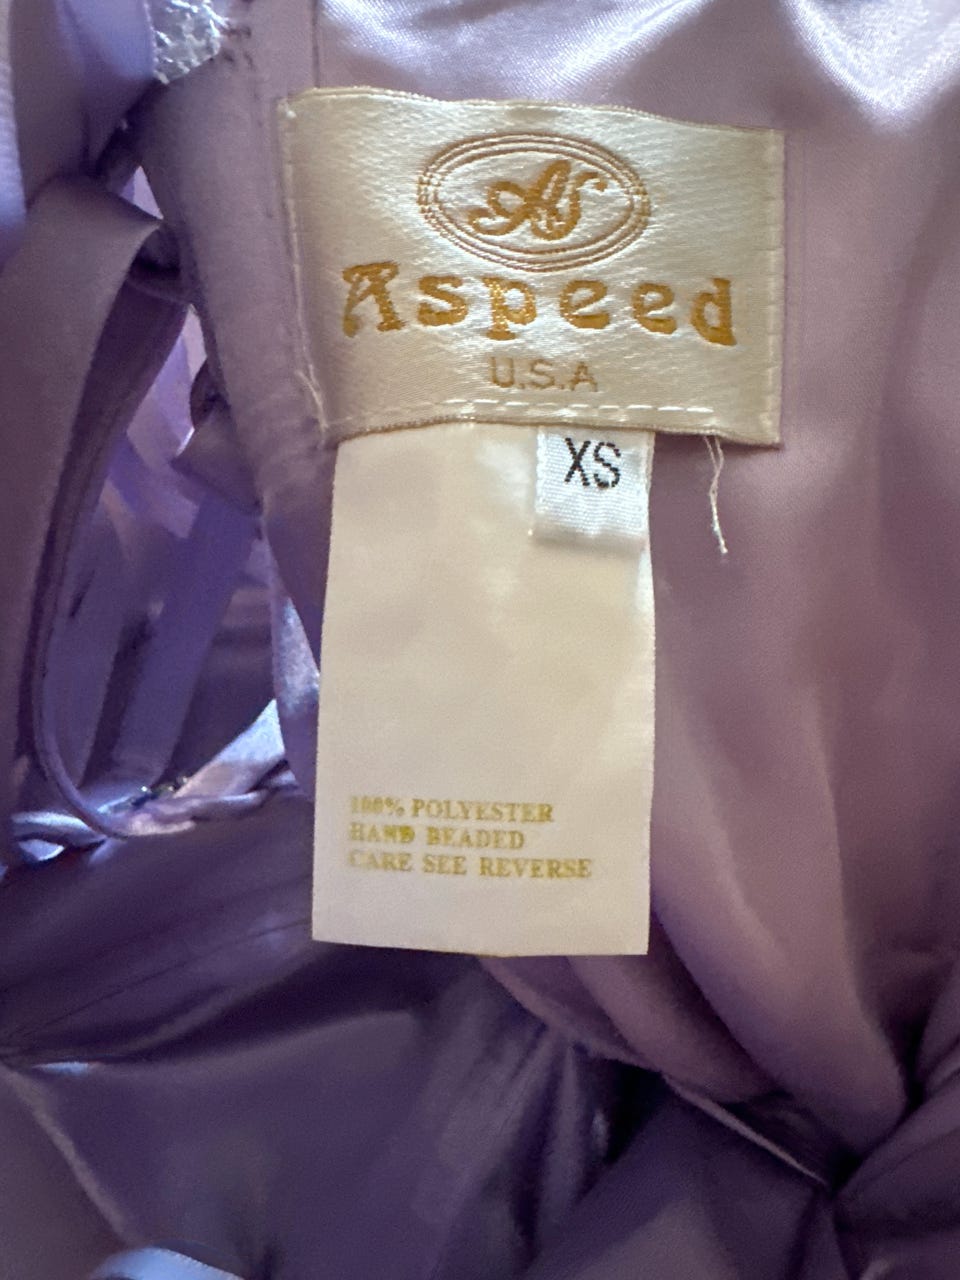 AS
Aspeed
U.S.A
XS
100% POLYESTER
HAND BEADED
CARE SEE REVERSE